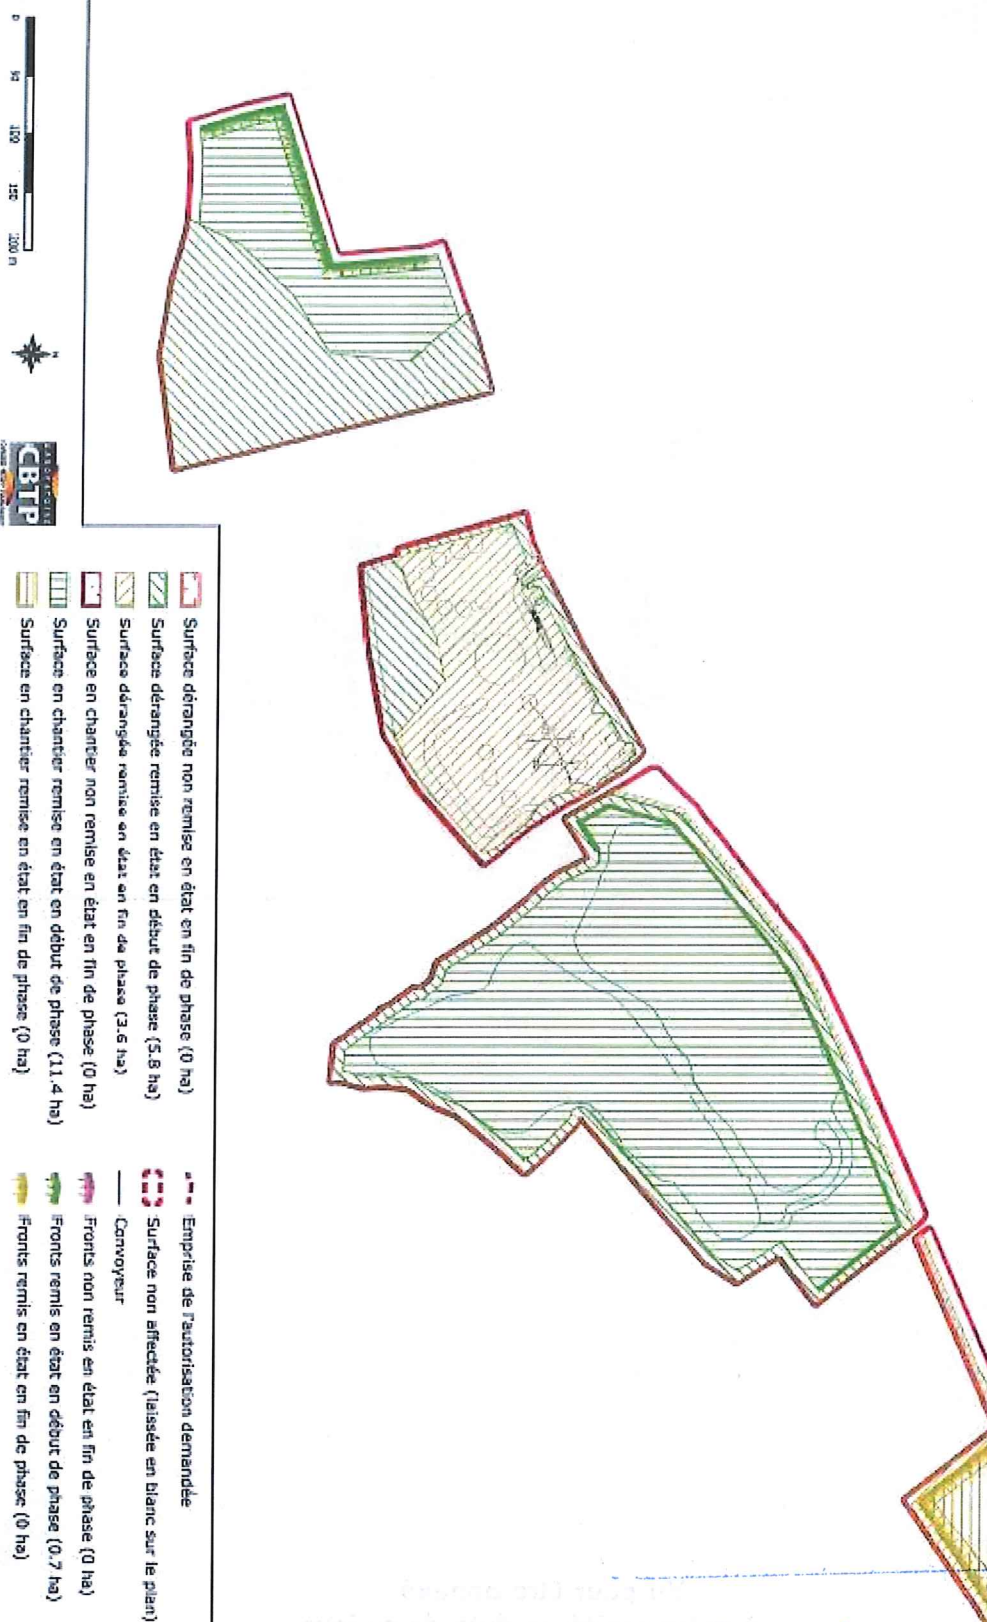 0 50 100 150 200 m
N
LABORATOIRE
CBTP
Surface dérangée non remise en état en fin de phase (0 ha)
Surface dérangée remise en état en début de phase (5.8 ha)
Surface dérangée remise en état en fin de phase (3.6 ha)
Surface en chantier non remise en état en fin de phase (0 ha)
Surface en chantier remise en état en début de phase (11.4 ha)
Surface en chantier remise en état en fin de phase (0 ha)
Emprise de l'autorisation demandée
Surface non affectée (laissée en blanc sur le plan)
Convoyeur
Fronts non remis en état en fin de phase (0 ha)
Fronts remis en état en début de phase (0.7 ha)
Fronts remis en état en fin de phase (0 ha)